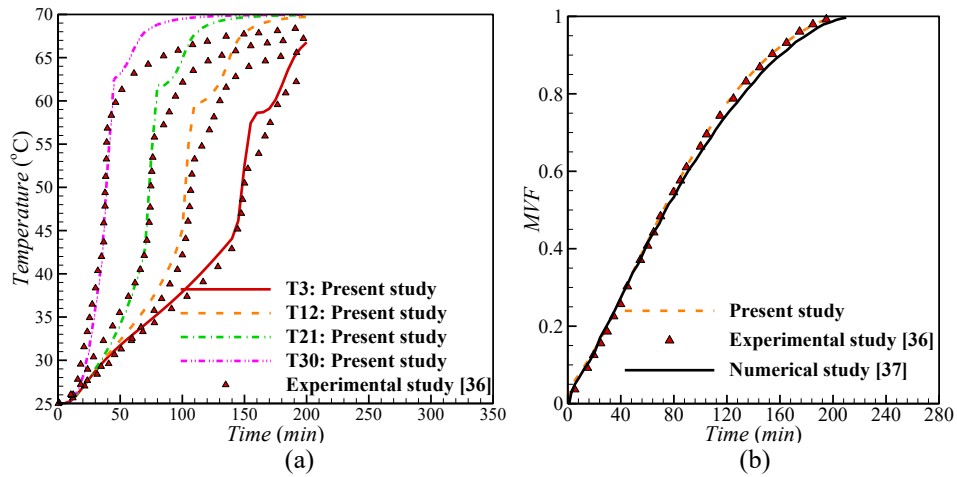 70
65
60
55
50
45
40
35
30
25
Temperature (°C)
0
50
100
150
200
250
300
350
Time (min)
T3: Present study
T12: Present study
T21: Present study
T30: Present study
Experimental study [36]
(a)
1
0.8
0.6
0.4
0.2
0
MVF
0
40
80
120
160
200
240
280
Time (min)
Present study
Experimental study [36]
Numerical study [37]
(b)